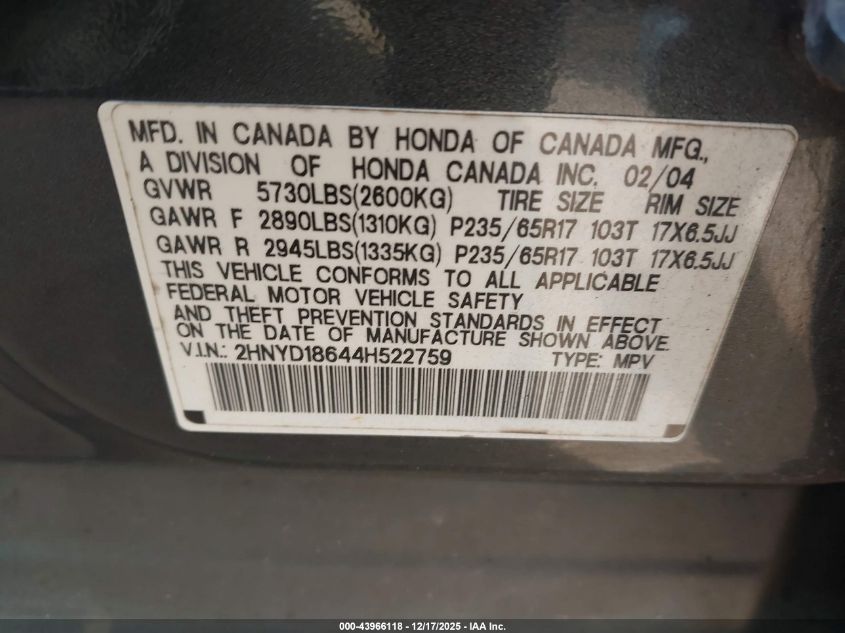 MFD. IN CANADA BY HONDA OF CANADA MFG.,
A DIVISION OF HONDA CANADA INC. 02/04
GVWR 5730LBS(2600KG) TIRE SIZE RIM SIZE
GAWR F 2890LBS(1310KG) P235/65R17 103T 17X6.5JJ
GAWR R 2945LBS(1335KG) P235/65R17 103T 17X6.5JJ
THIS VEHICLE CONFORMS TO ALL APPLICABLE
FEDERAL MOTOR VEHICLE SAFETY
AND THEFT PREVENTION STANDARDS IN EFFECT
ON THE DATE OF MANUFACTURE SHOWN ABOVE.
V.I.N.: 2HNYD18644H522759 TYPE: MPV
000-43966118 - 12/17/2025 - IAA Inc.